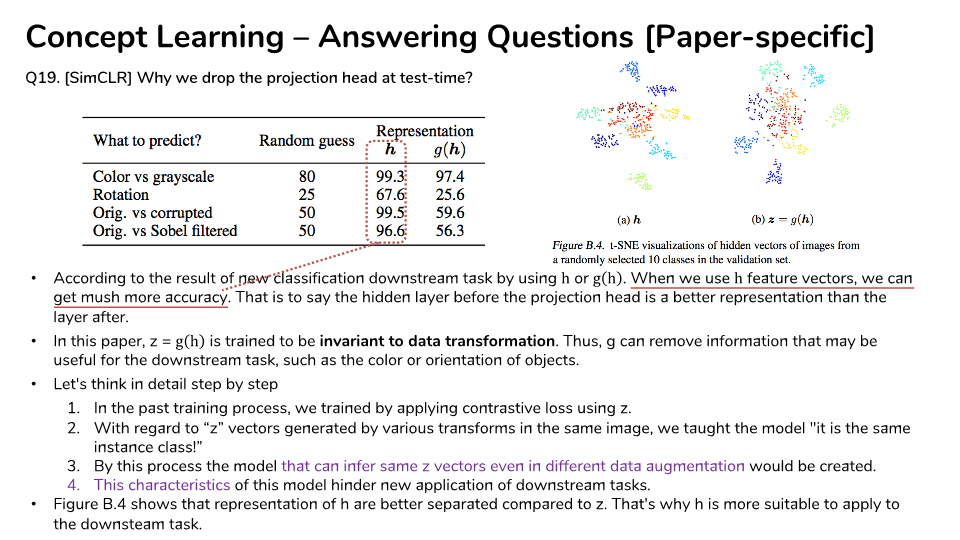 Concept Learning – Answering Questions [Paper-specific]
Q19. [SimCLR] Why we drop the projection head at test-time?
What to predict? Random guess Representation
h g(h)
Color vs grayscale 80 99.3 97.4
Rotation 25 67.6 25.6
Orig. vs corrupted 50 99.5 59.6
Orig. vs Sobel filtered 50 96.6 56.3
(a) h (b) z = g(h)
Figure B.4. t-SNE visualizations of hidden vectors of images from
a randomly selected 10 classes in the validation set.
• According to the result of new classification downstream task by using h or g(h). When we use h feature vectors, we can
get mush more accuracy. That is to say the hidden layer before the projection head is a better representation than the
layer after.
• In this paper, z = g(h) is trained to be invariant to data transformation. Thus, g can remove information that may be
useful for the downstream task, such as the color or orientation of objects.
• Let's think in detail step by step
1. In the past training process, we trained by applying contrastive loss using z.
2. With regard to “z” vectors generated by various transforms in the same image, we taught the model "it is the same
instance class!”
3. By this process the model that can infer same z vectors even in different data augmentation would be created.
4. This characteristics of this model hinder new application of downstream tasks.
• Figure B.4 shows that representation of h are better separated compared to z. That's why h is more suitable to apply to
the downsteam task.